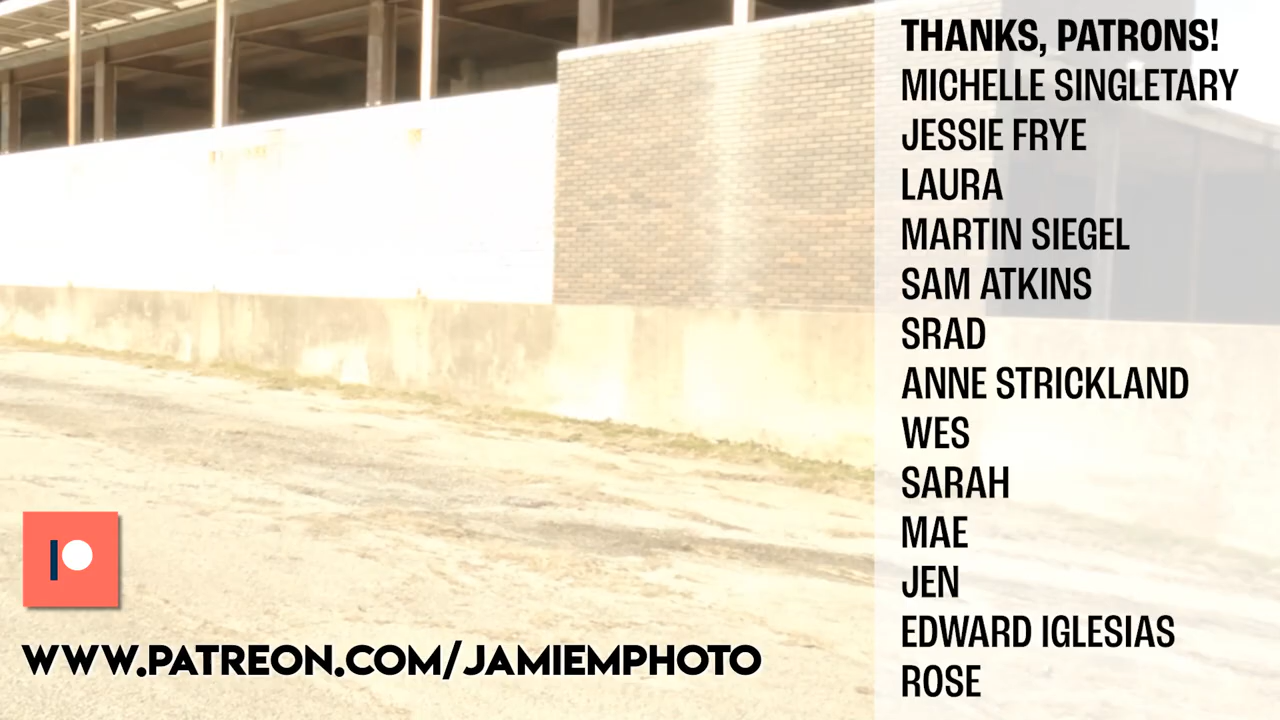 THANKS, PATRONS!
MICHELLE SINGLETARY
JESSIE FRYE
LAURA
MARTIN SIEGEL
SAM ATKINS
SRAD
ANNE STRICKLAND
WES
SARAH
MAE
JEN
EDWARD IGLESIAS
ROSE
WWW.PATREON.COM/JAMIEMPHOTO